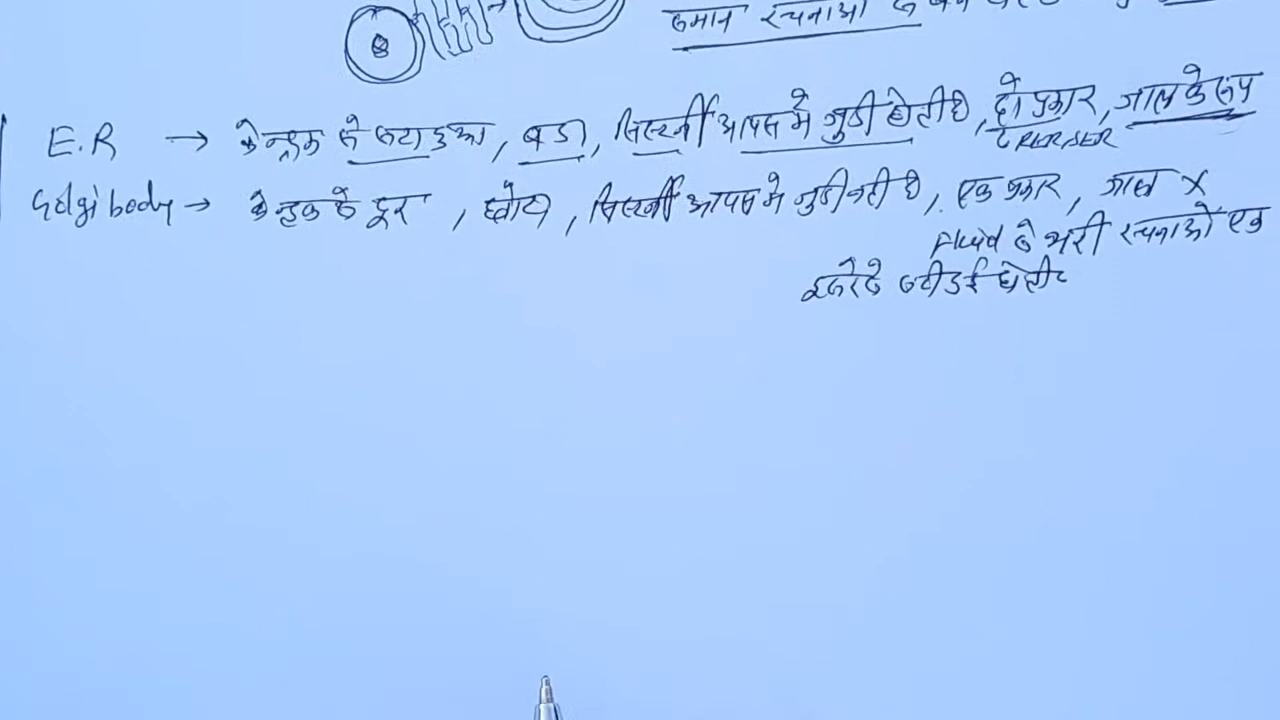 समान रचनाओं
E.R → केन्द्रक से सटा हुआ, बडा, सिस्टर्नी आपस में जुडी होती है, दो प्रकार, जाल के रूप
RER, SER
Golgi body → केन्द्रक से दूर, छोटा, सिस्टर्नी आपस में जुडी नही है, एक प्रकार, जाल X
Fluid से भरी रचनाओं एक
दूसरे से सटी हुई होती है